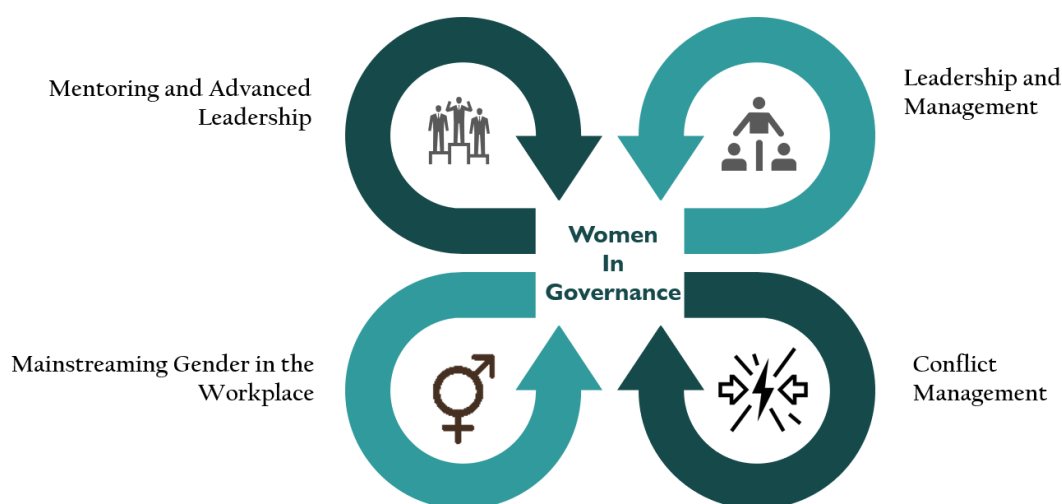 Mentoring and Advanced
Leadership
Leadership and
Management
Women
In
Governance
Mainstreaming Gender in the
Workplace
Conflict
Management